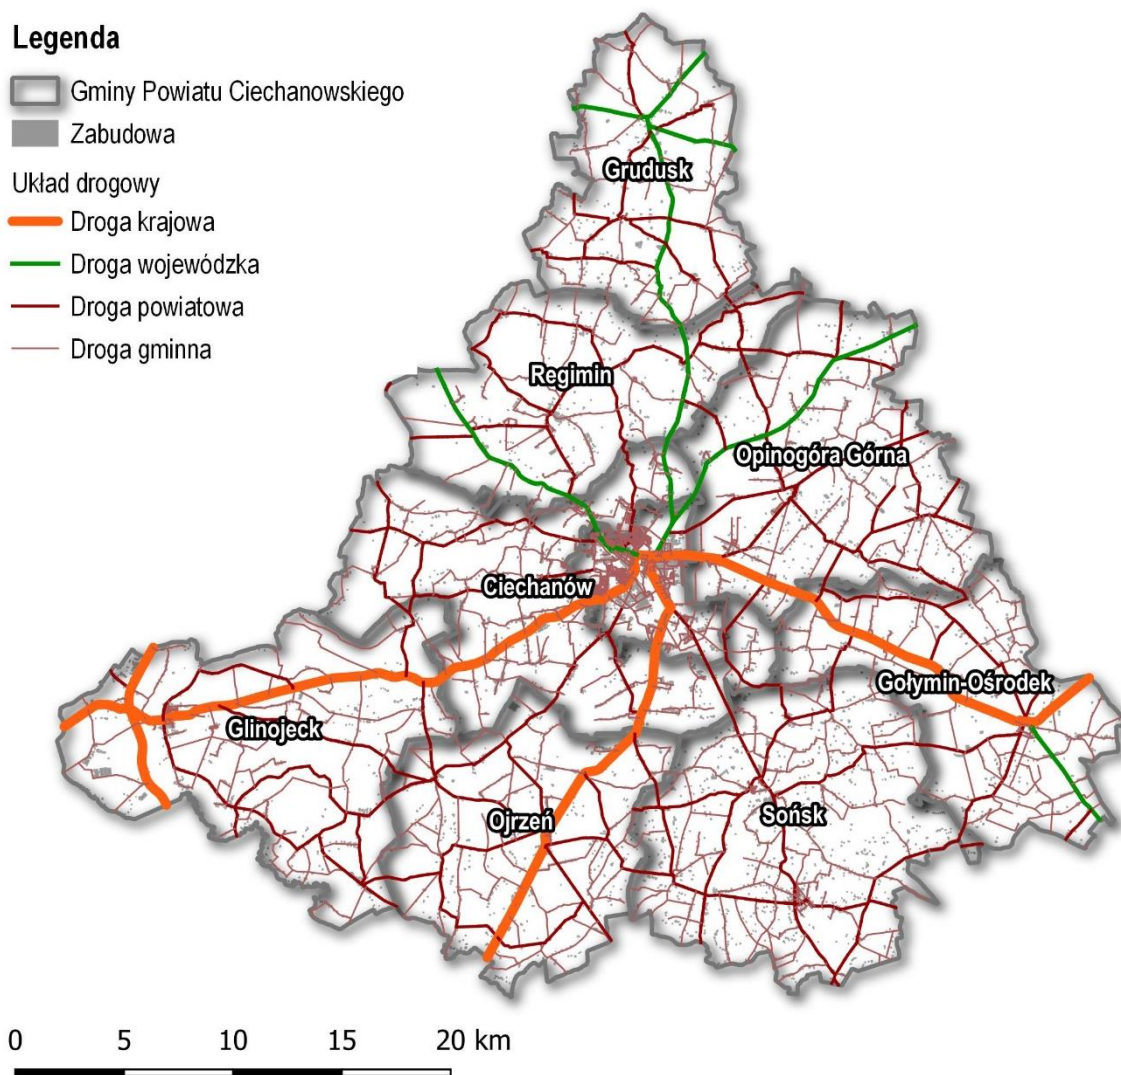 Legenda
Gminy Powiatu Ciechanowskiego
Zabudowa
Układ drogowy
Droga krajowa
Droga wojewódzka
Droga powiatowa
Droga gminna
Grudusk
Regimin
Opinogóra Górna
Ciechanów
Gołymin-Ośrodek
Glinojeck
Ojrzeń
Sońsk
0 5 10 15 20 km